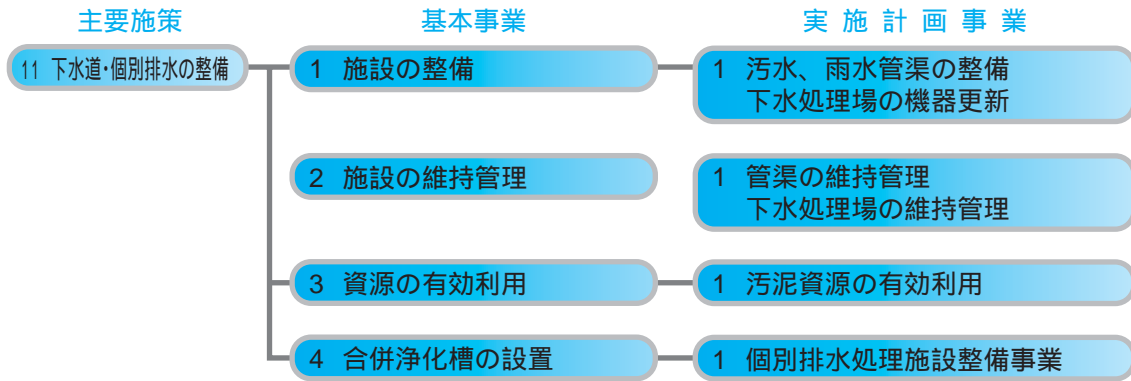 主要施策 基本事業 実施計画事業
11 下水道・個別排水の整備 1 施設の整備 1 汚水、雨水管渠の整備
下水処理場の機器更新
2 施設の維持管理 1 管渠の維持管理
下水処理場の維持管理
3 資源の有効利用 1 汚泥資源の有効利用
4 合併浄化槽の設置 1 個別排水処理施設整備事業